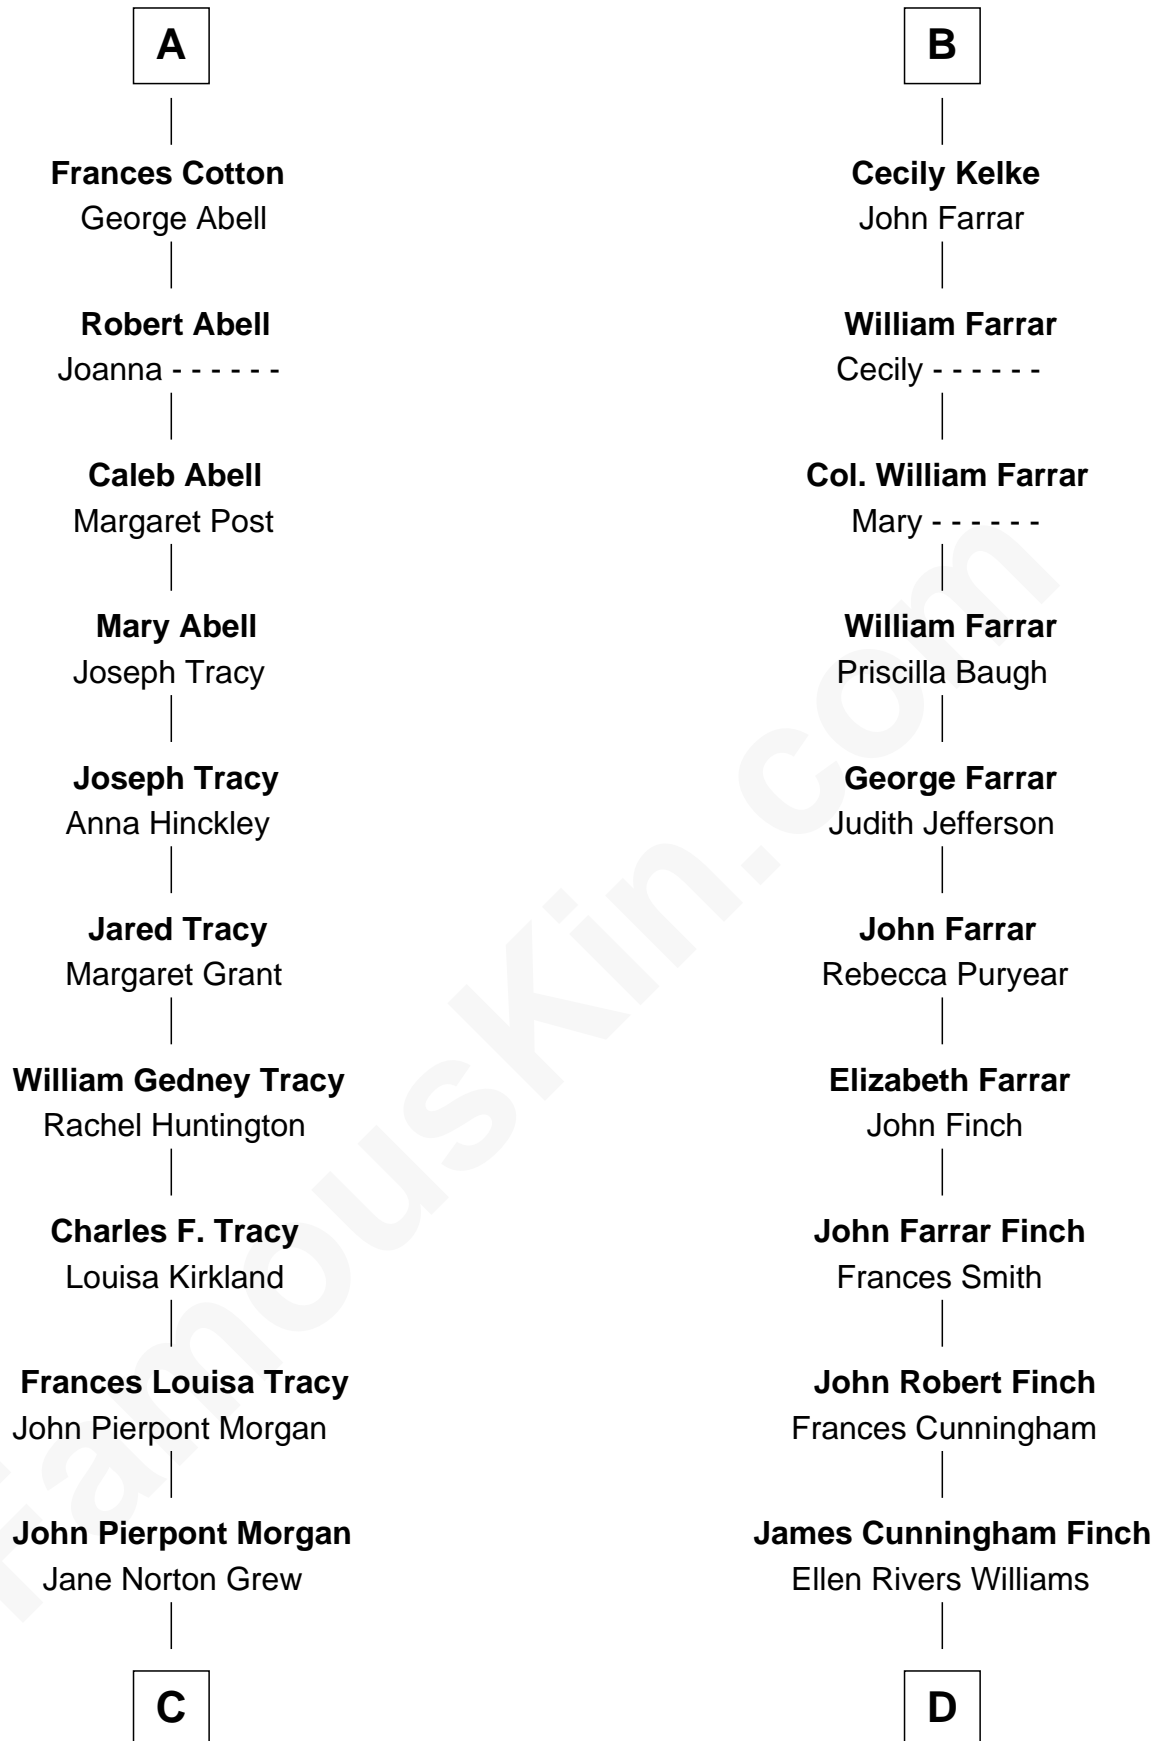 A
Frances Cotton
George Abell
Robert Abell
Joanna - - - - - -
Caleb Abell
Margaret Post
Mary Abell
Joseph Tracy
Joseph Tracy
Anna Hinckley
Jared Tracy
Margaret Grant
William Gedney Tracy
Rachel Huntington
Charles F. Tracy
Louisa Kirkland
Frances Louisa Tracy
John Pierpont Morgan
John Pierpont Morgan
Jane Norton Grew
C
B
Cecily Kelke
John Farrar
William Farrar
Cecily - - - - - -
Col. William Farrar
Mary - - - - - -
William Farrar
Priscilla Baugh
George Farrar
Judith Jefferson
John Farrar
Rebecca Puryear
Elizabeth Farrar
John Finch
John Farrar Finch
Frances Smith
John Robert Finch
Frances Cunningham
James Cunningham Finch
Ellen Rivers Williams
D
FamousKin.com